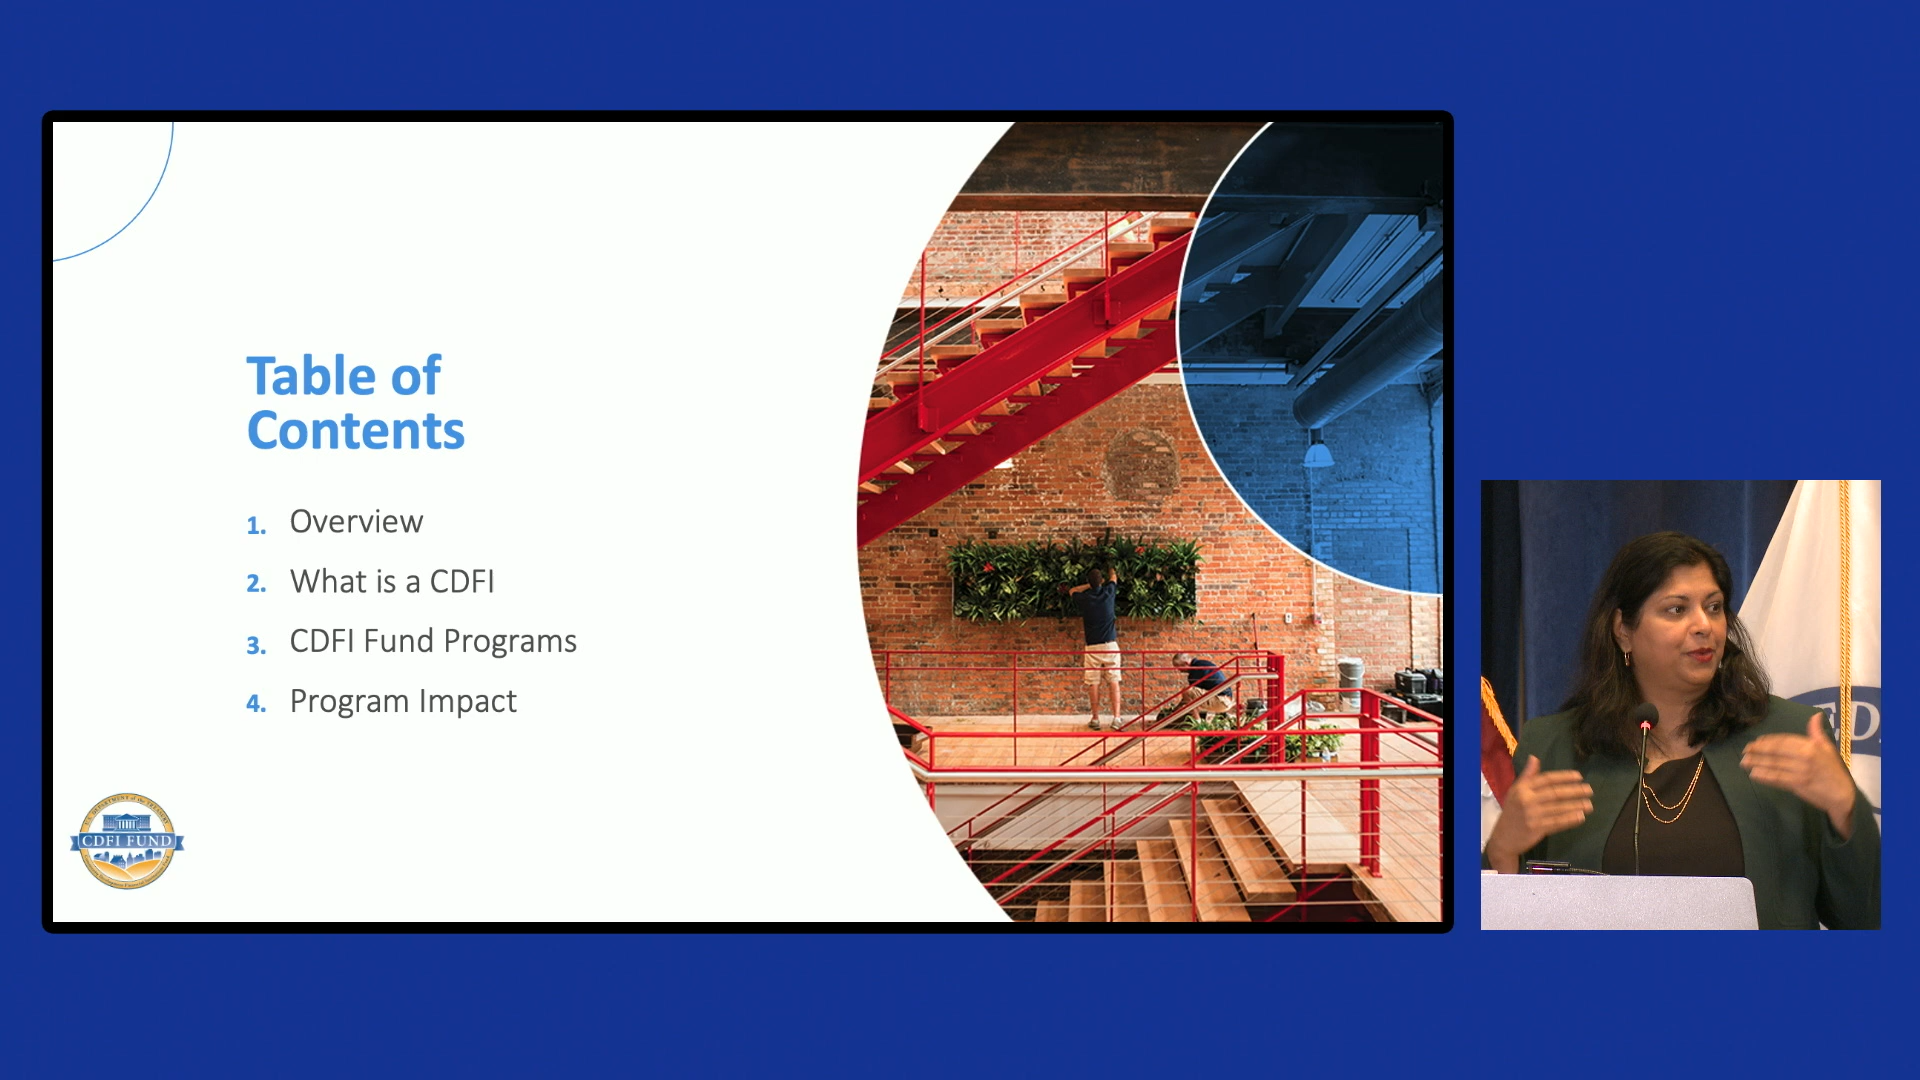 Table of
Contents
1. Overview
2. What is a CDFI
3. CDFI Fund Programs
4. Program Impact
CDFI FUND